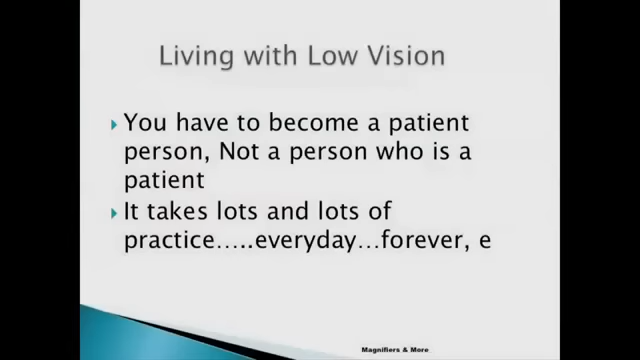 Living with Low Vision
You have to become a patient
person, Not a person who is a
patient
It takes lots and lots of
practice…..everyday…forever, e
Magnifiers & More